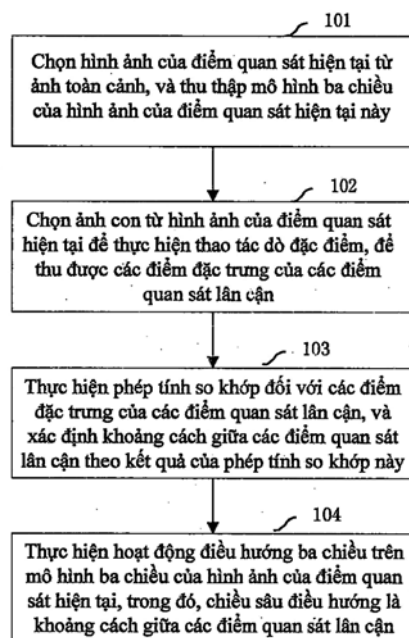 101
Chọn hình ảnh của điểm quan sát hiện tại từ
ảnh toàn cảnh, và thu thập mô hình ba chiều
của hình ảnh của điểm quan sát hiện tại này
102
Chọn ảnh con từ hình ảnh của điểm quan sát
hiện tại để thực hiện thao tác dò đặc điểm, để
thu được các điểm đặc trưng của các điểm
quan sát lân cận
103
Thực hiện phép tính so khớp đối với các điểm
đặc trưng của các điểm quan sát lân cận, và
xác định khoảng cách giữa các điểm quan sát
lân cận theo kết quả của phép tính so khớp này
104
Thực hiện hoạt động điều hướng ba chiều trên
mô hình ba chiều của hình ảnh của điểm quan
sát hiện tại, trong đó, chiều sâu điều hướng là
khoảng cách giữa các điểm quan sát lân cận